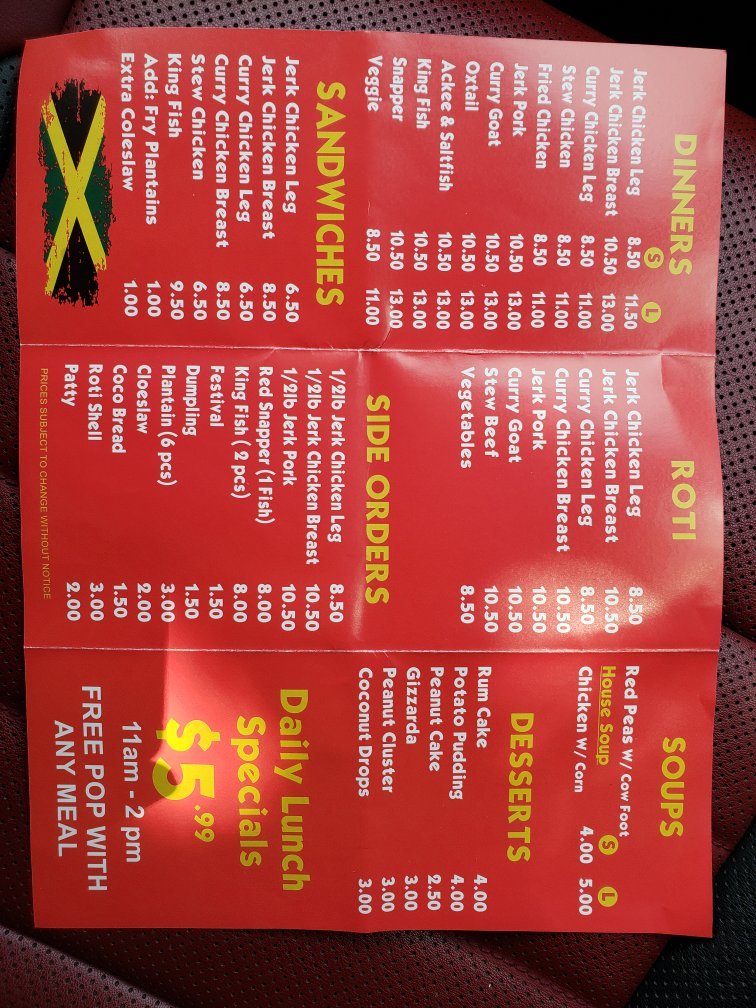 DINNERS
S L
Jerk Chicken Leg 8.50 11.50
Jerk Chicken Breast 10.50 13.00
Curry Chicken Leg 8.50 11.00
Stew Chicken 8.50 11.00
Fried Chicken 8.50 11.00
Jerk Pork 10.50 13.00
Curry Goat 10.50 13.00
Oxtail 10.50 13.00
Ackee & Saltfish 10.50 13.00
King Fish 10.50 13.00
Snapper 10.50 13.00
Veggie 8.50 11.00
SANDWICHES
Jerk Chicken Leg 6.50
Jerk Chicken Breast 8.50
Curry Chicken Leg 6.50
Curry Chicken Breast 8.50
Stew Chicken 6.50
King Fish 9.50
Add: Fry Plantains 1.00
Extra Coleslaw 1.00
ROTI
Jerk Chicken Leg 8.50
Jerk Chicken Breast 10.50
Curry Chicken Leg 8.50
Curry Chicken Breast 10.50
Jerk Pork 10.50
Curry Goat 10.50
Stew Beef 10.50
Vegetables 8.50
SIDE ORDERS
1/2lb Jerk Chicken Leg 8.50
1/2lb Jerk Chicken Breast 10.50
1/2lb Jerk Pork 10.50
Red Snapper (1 Fish) 8.00
King Fish ( 2 pcs) 8.00
Festival 1.50
Dumpling 1.50
Plantain (6 pcs) 3.00
Cloeslaw 2.00
Coco Bread 1.50
Roti Shell 3.00
Patty 2.00
PRICES SUBJECT TO CHANGE WITHOUT NOTICE
SOUPS
Red Peas W/ Cow Foot
House Soup S L
Chicken W/ Corn 4.00 5.00
DESSERTS
Rum Cake 4.00
Potato Pudding 4.00
Peanut Cake 2.50
Gizzarda 3.00
Peanut Cluster 3.00
Coconut Drops 3.00
Daily Lunch
Specials
$5.99
11am - 2 pm
FREE POP WITH
ANY MEAL